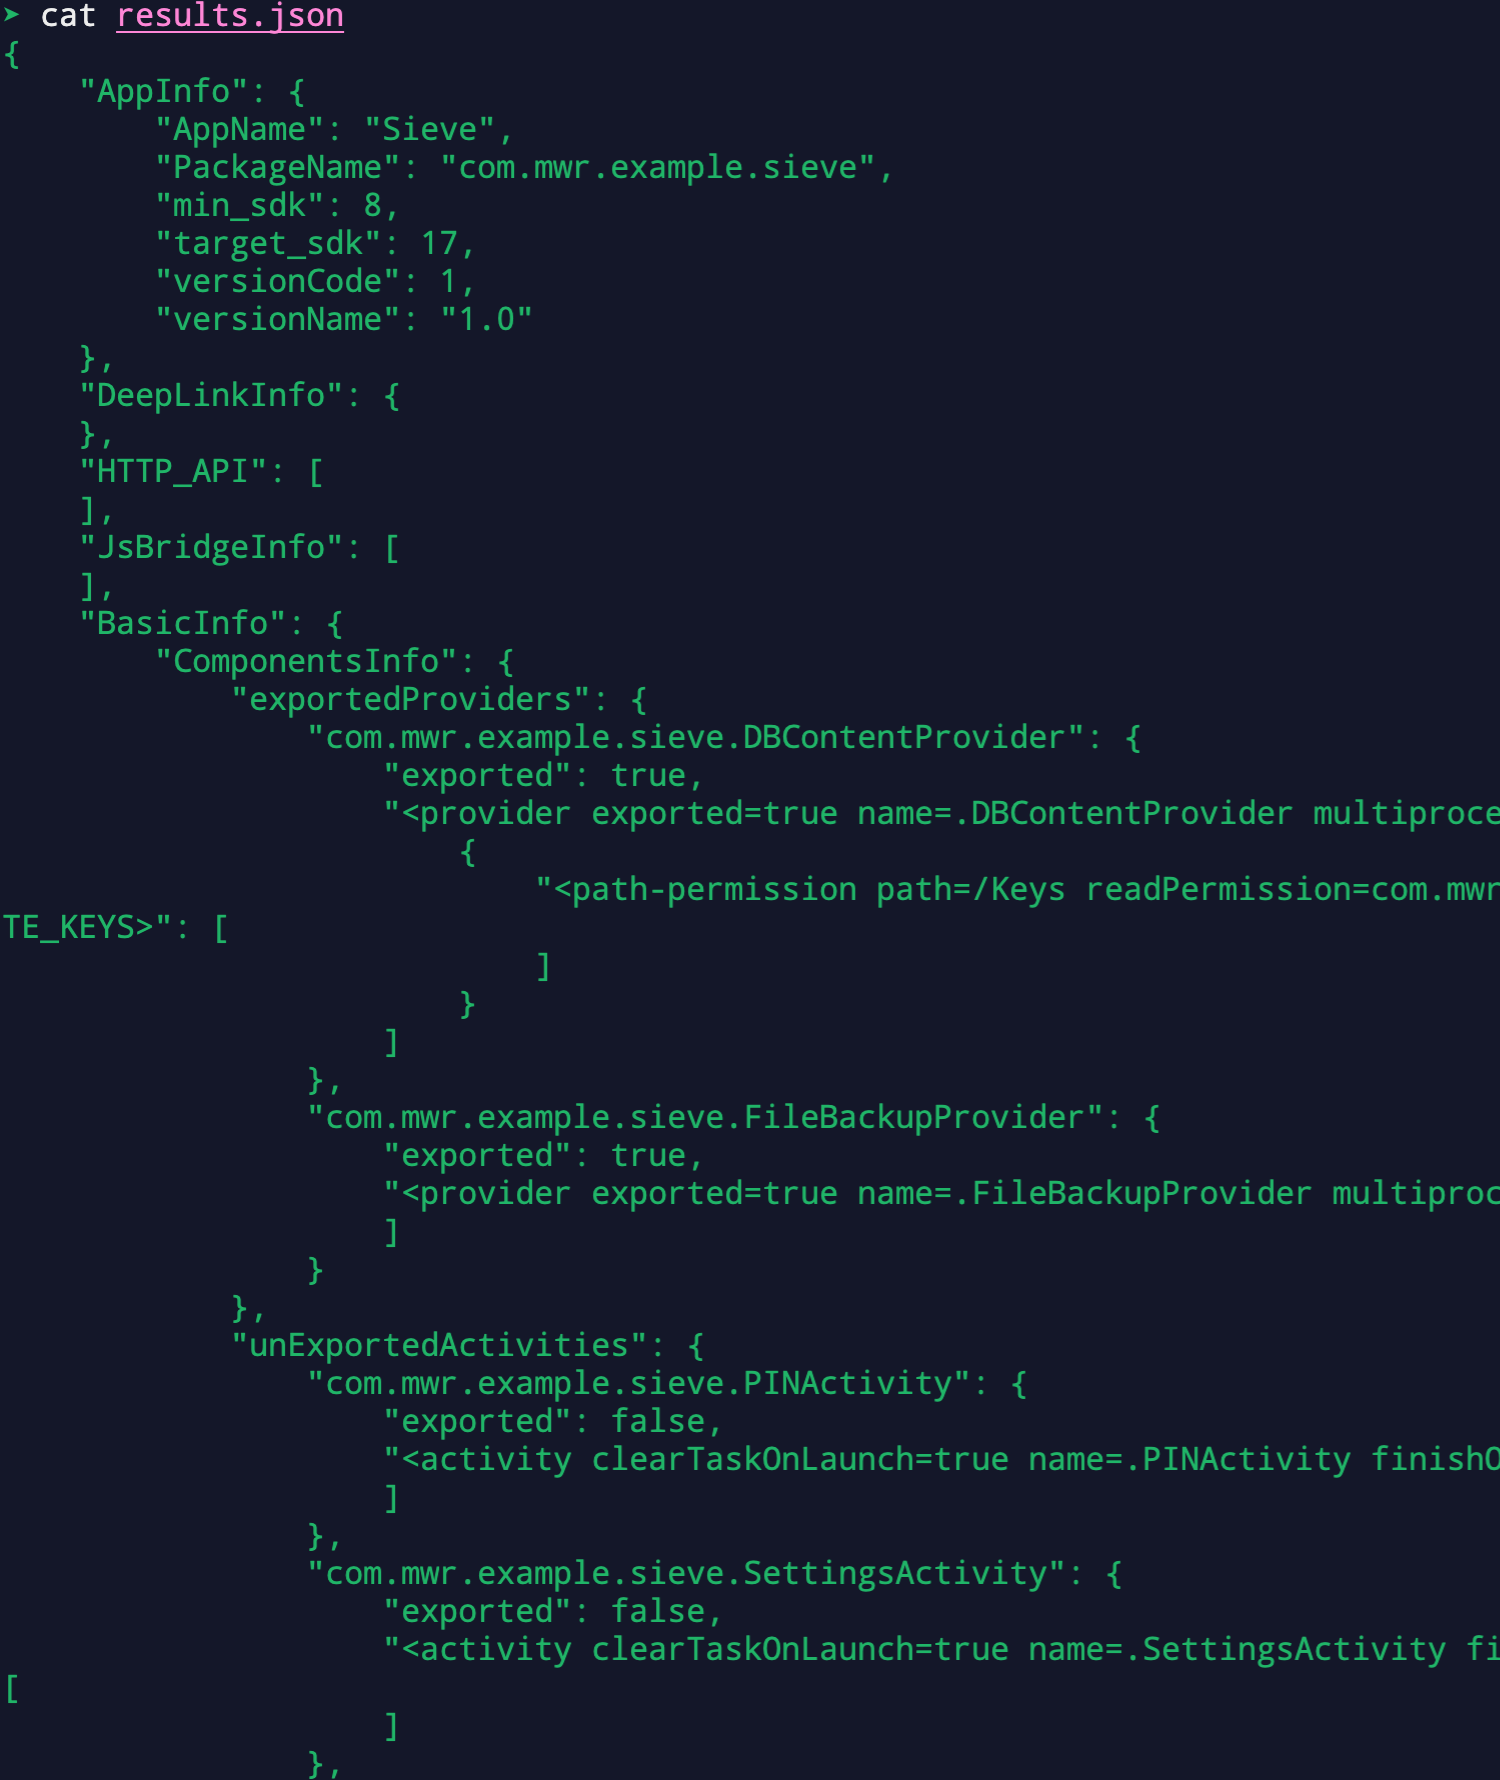 ➤ cat results.json
{
    "AppInfo": {
        "AppName": "Sieve",
        "PackageName": "com.mwr.example.sieve",
        "min_sdk": 8,
        "target_sdk": 17,
        "versionCode": 1,
        "versionName": "1.0"
    },
    "DeepLinkInfo": {
    },
    "HTTP_API": [
    ],
    "JsBridgeInfo": [
    ],
    "BasicInfo": {
        "ComponentsInfo": {
            "exportedProviders": {
                "com.mwr.example.sieve.DBContentProvider": {
                    "exported": true,
                    "<provider exported=true name=.DBContentProvider multiproce
                        {
                            "<path-permission path=/Keys readPermission=com.mwr
TE_KEYS>": [
                            ]
                        }
                    ]
                },
                "com.mwr.example.sieve.FileBackupProvider": {
                    "exported": true,
                    "<provider exported=true name=.FileBackupProvider multiproc
                    ]
                }
            },
            "unExportedActivities": {
                "com.mwr.example.sieve.PINActivity": {
                    "exported": false,
                    "<activity clearTaskOnLaunch=true name=.PINActivity finishO
                    ]
                },
                "com.mwr.example.sieve.SettingsActivity": {
                    "exported": false,
                    "<activity clearTaskOnLaunch=true name=.SettingsActivity fi
[
                    ]
                },